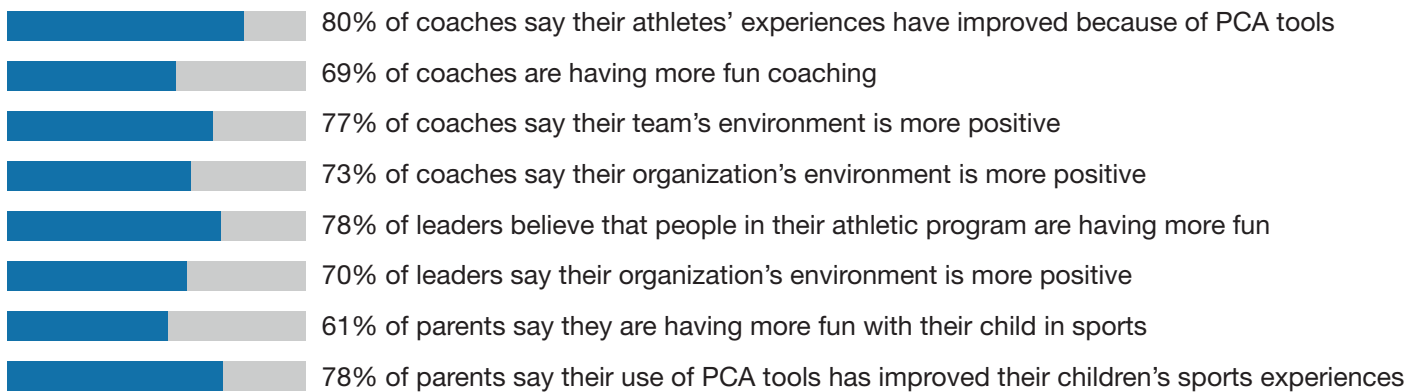 80% of coaches say their athletes’ experiences have improved because of PCA tools
69% of coaches are having more fun coaching
77% of coaches say their team’s environment is more positive
73% of coaches say their organization’s environment is more positive
78% of leaders believe that people in their athletic program are having more fun
70% of leaders say their organization’s environment is more positive
61% of parents say they are having more fun with their child in sports
78% of parents say their use of PCA tools has improved their children’s sports experiences